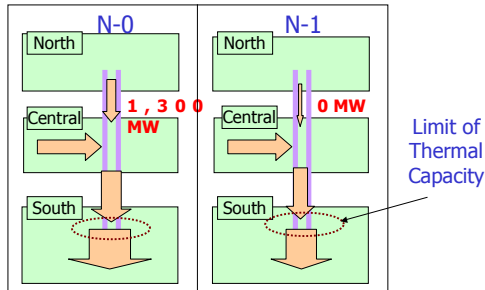 N-0
North
1,300
MW
Central
South
N-1
North
0 MW
Central
South
Limit of
Thermal
Capacity